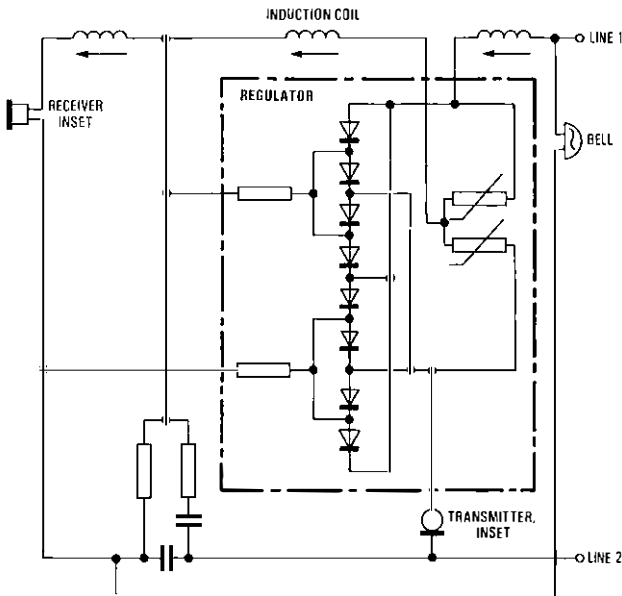 INDUCTION COIL
LINE 1
RECEIVER
INSET
REGULATOR
BELL
TRANSMITTER,
INSET
LINE 2